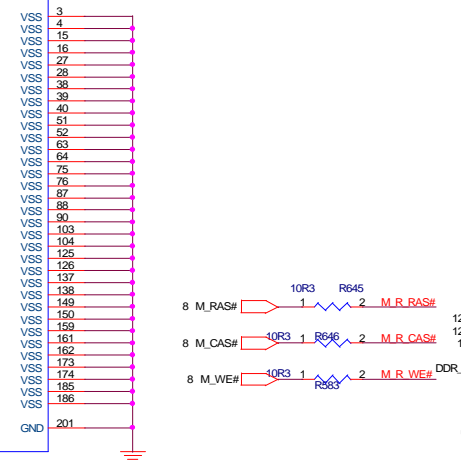 VSS 3
VSS 4
VSS 15
VSS 16
VSS 27
VSS 28
VSS 38
VSS 39
VSS 40
VSS 51
VSS 52
VSS 63
VSS 64
VSS 75
VSS 76
VSS 87
VSS 88
VSS 90
VSS 103
VSS 104
VSS 125
VSS 126
VSS 137
VSS 138
VSS 149
VSS 150
VSS 159
VSS 161
VSS 162
VSS 173
VSS 174
VSS 185
VSS 186
GND 201
10R3 R645
8 M_RAS# 1 2 M_R_RAS#
10R3 R646
8 M_CAS# 1 2 M_R_CAS#
10R3 R583
8 M_WE# 1 2 M_R_WE#
DDR_
12
12
1